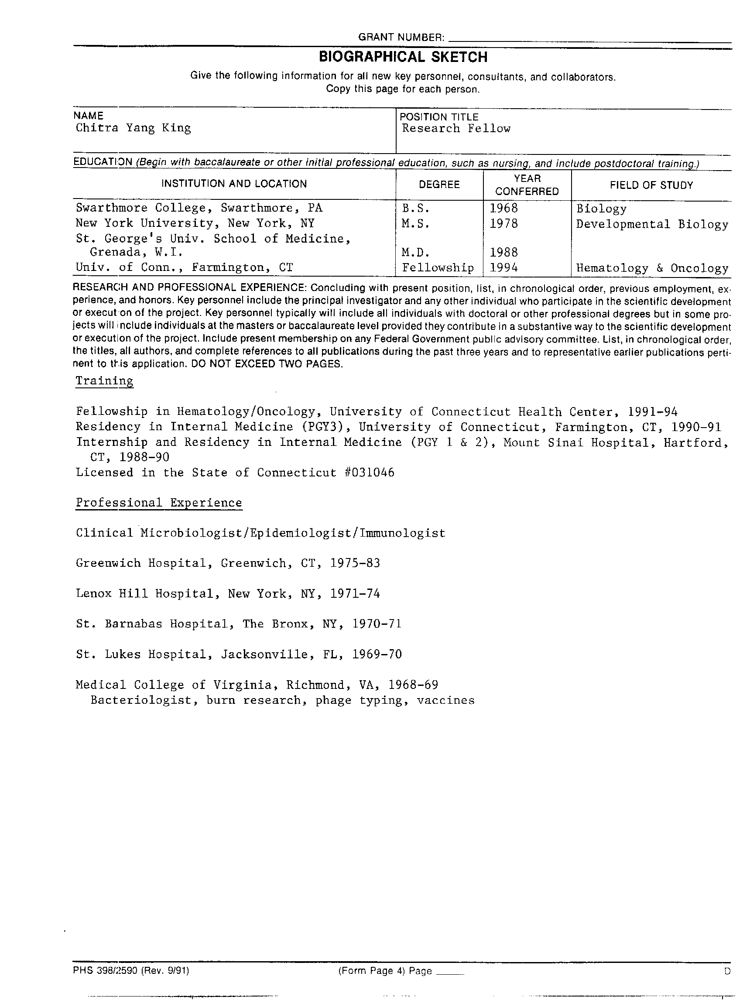 GRANT NUMBER:
BIOGRAPHICAL SKETCH
Give the following information for all new key personnel, consultants, and collaborators.
Copy this page for each person.
NAME
Chitra Yang King
POSITION TITLE
Research Fellow
EDUCATION (Begin with baccalaureate or other initial professional education, such as nursing, and include postdoctoral training.)
INSTITUTION AND LOCATION DEGREE YEAR CONFERRED FIELD OF STUDY
Swarthmore College, Swarthmore, PA B.S. 1968 Biology
New York University, New York, NY M.S. 1978 Developmental Biology
St. George's Univ. School of Medicine,
Grenada, W.I. M.D. 1988
Univ. of Conn., Farmington, CT Fellowship 1994 Hematology & Oncology
RESEARCH AND PROFESSIONAL EXPERIENCE: Concluding with present position, list, in chronological order, previous employment, ex-
perience, and honors. Key personnel include the principal investigator and any other individual who participate in the scientific development
or execution of the project. Key personnel typically will include all individuals with doctoral or other professional degrees but in some pro-
jects will include individuals at the masters or baccalaureate level provided they contribute in a substantive way to the scientific development
or execution of the project. Include present membership on any Federal Government public advisory committee. List, in chronological order,
the titles, all authors, and complete references to all publications during the past three years and to representative earlier publications perti-
nent to this application. DO NOT EXCEED TWO PAGES.
Training
Fellowship in Hematology/Oncology, University of Connecticut Health Center, 1991-94
Residency in Internal Medicine (PGY3), University of Connecticut, Farmington, CT, 1990-91
Internship and Residency in Internal Medicine (PGY 1 & 2), Mount Sinai Hospital, Hartford,
CT, 1988-90
Licensed in the State of Connecticut #031046
Professional Experience
Clinical Microbiologist/Epidemiologist/Immunologist
Greenwich Hospital, Greenwich, CT, 1975-83
Lenox Hill Hospital, New York, NY, 1971-74
St. Barnabas Hospital, The Bronx, NY, 1970-71
St. Lukes Hospital, Jacksonville, FL, 1969-70
Medical College of Virginia, Richmond, VA, 1968-69
Bacteriologist, burn research, phage typing, vaccines
PHS 398/2590 (Rev. 9/91) (Form Page 4) Page D